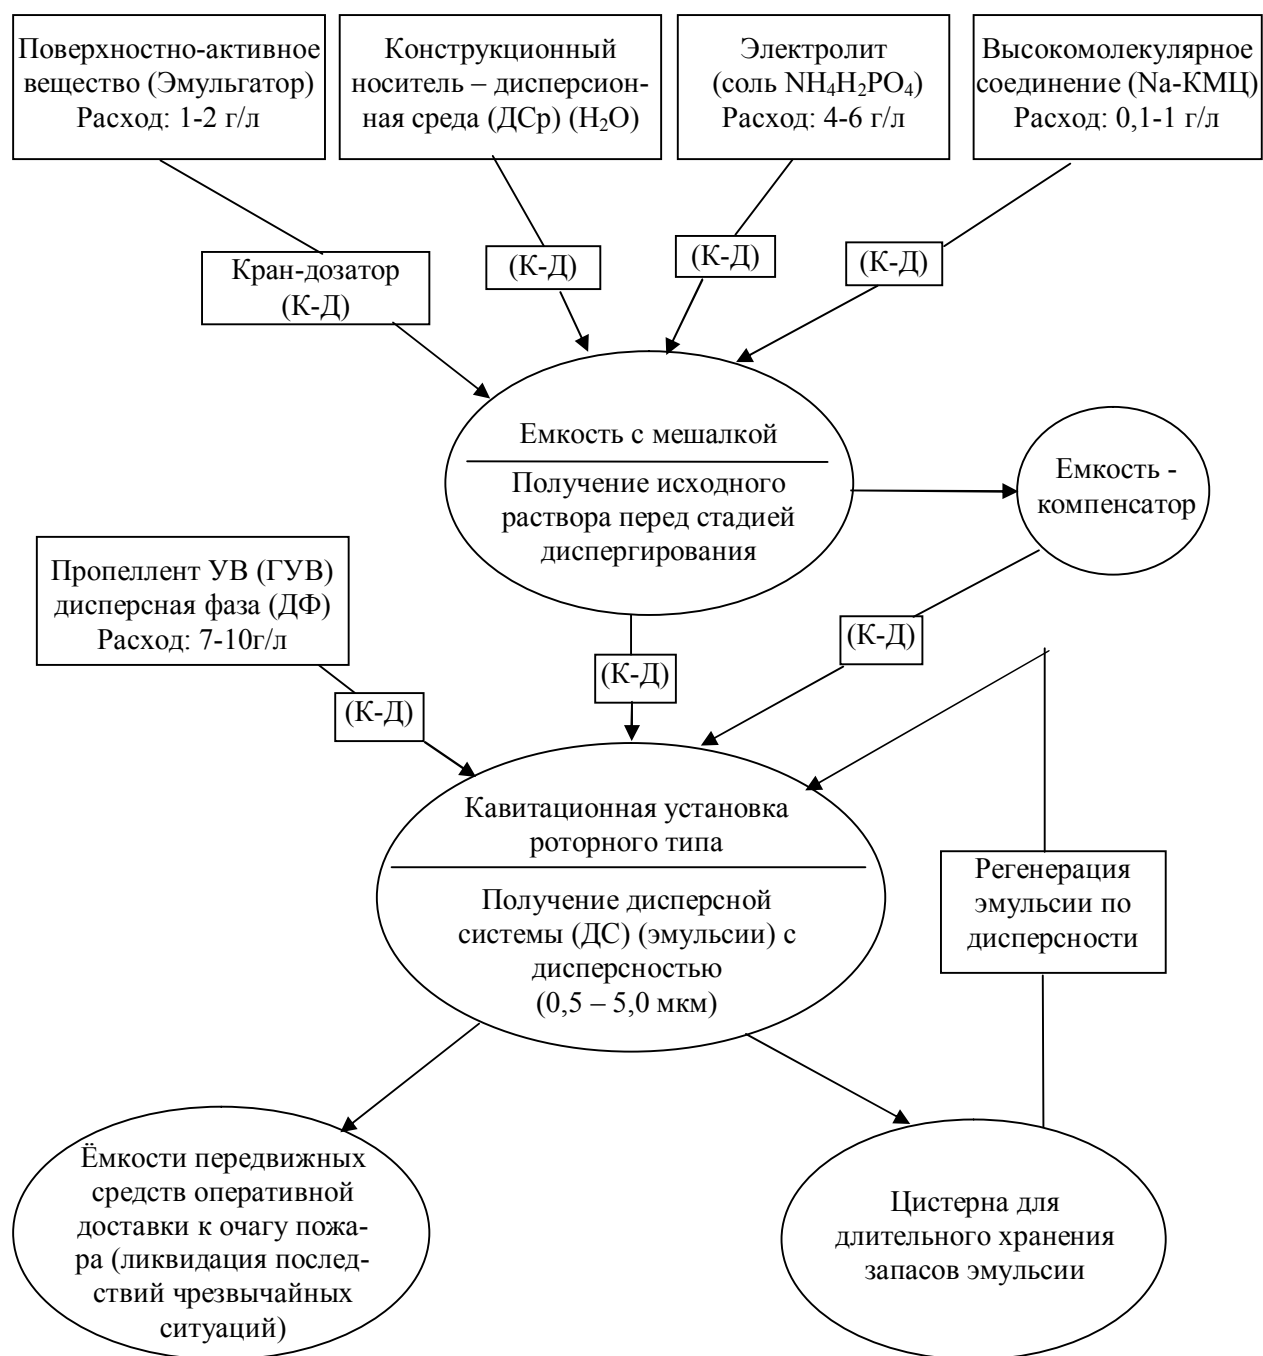 Поверхностно-активное
вещество (Эмульгатор)
Расход: 1-2 г/л
Конструкционный
носитель – дисперсион-
ная среда (ДСр) (H₂O)
Электролит
(соль NH₄H₂PO₄)
Расход: 4-6 г/л
Высокомолекулярное
соединение (Na-КМЦ)
Расход: 0,1-1 г/л
Кран-дозатор
(К-Д)
(К-Д)
(К-Д)
(К-Д)
Емкость с мешалкой
Получение исходного
раствора перед стадией
диспергирования
Емкость -
компенсатор
Пропеллент УВ (ГУВ)
дисперсная фаза (ДФ)
Расход: 7-10г/л
(К-Д)
(К-Д)
(К-Д)
Кавитационная установка
роторного типа
Получение дисперсной
системы (ДС) (эмульсии) с
дисперсностью
(0,5 – 5,0 мкм)
Регенерация
эмульсии по
дисперсности
Ёмкости передвижных
средств оперативной
доставки к очагу пожа-
ра (ликвидация послед-
ствий чрезвычайных
ситуаций)
Цистерна для
длительного хранения
запасов эмульсии